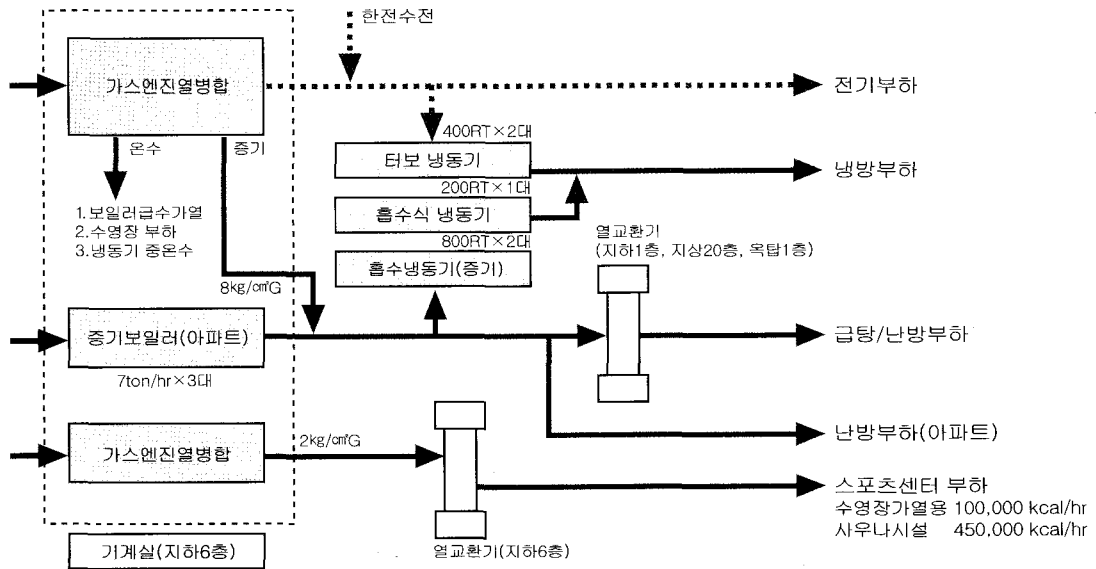 한전수전
가스엔진열병합
전기부하
온수
증기
400RT×2대
터보 냉동기
냉방부하
200RT×1대
흡수식 냉동기
1.보일러급수가열
2.수영장 부하
3.냉동기 중온수
800RT×2대
흡수냉동기(증기)
열교환기
(지하1층, 지상20층, 옥탑1층)
8kg/㎠G
증기보일러(아파트)
급탕/난방부하
7ton/hr×3대
2kg/㎠G
가스엔진열병합
난방부하(아파트)
스포츠센터 부하
수영장가열용 100,000 kcal/hr
사우나시설 450,000 kcal/hr
기계실(지하6층)
열교환기(지하6층)